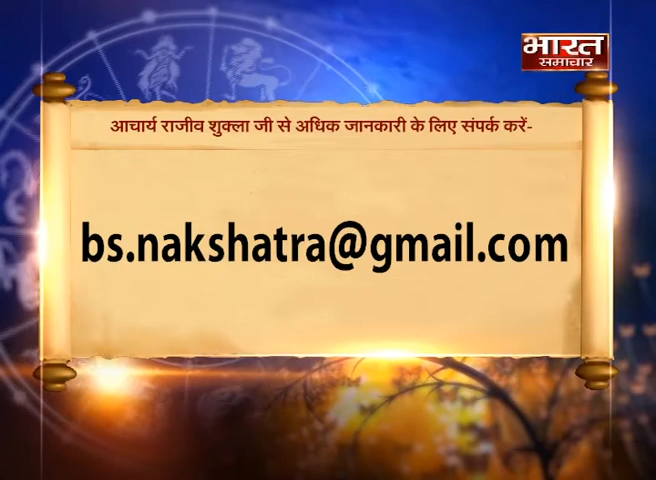 भारत
समाचार
आचार्य राजीव शुक्ला जी से अधिक जानकारी के लिए संपर्क करें-
bs.nakshatra@gmail.com